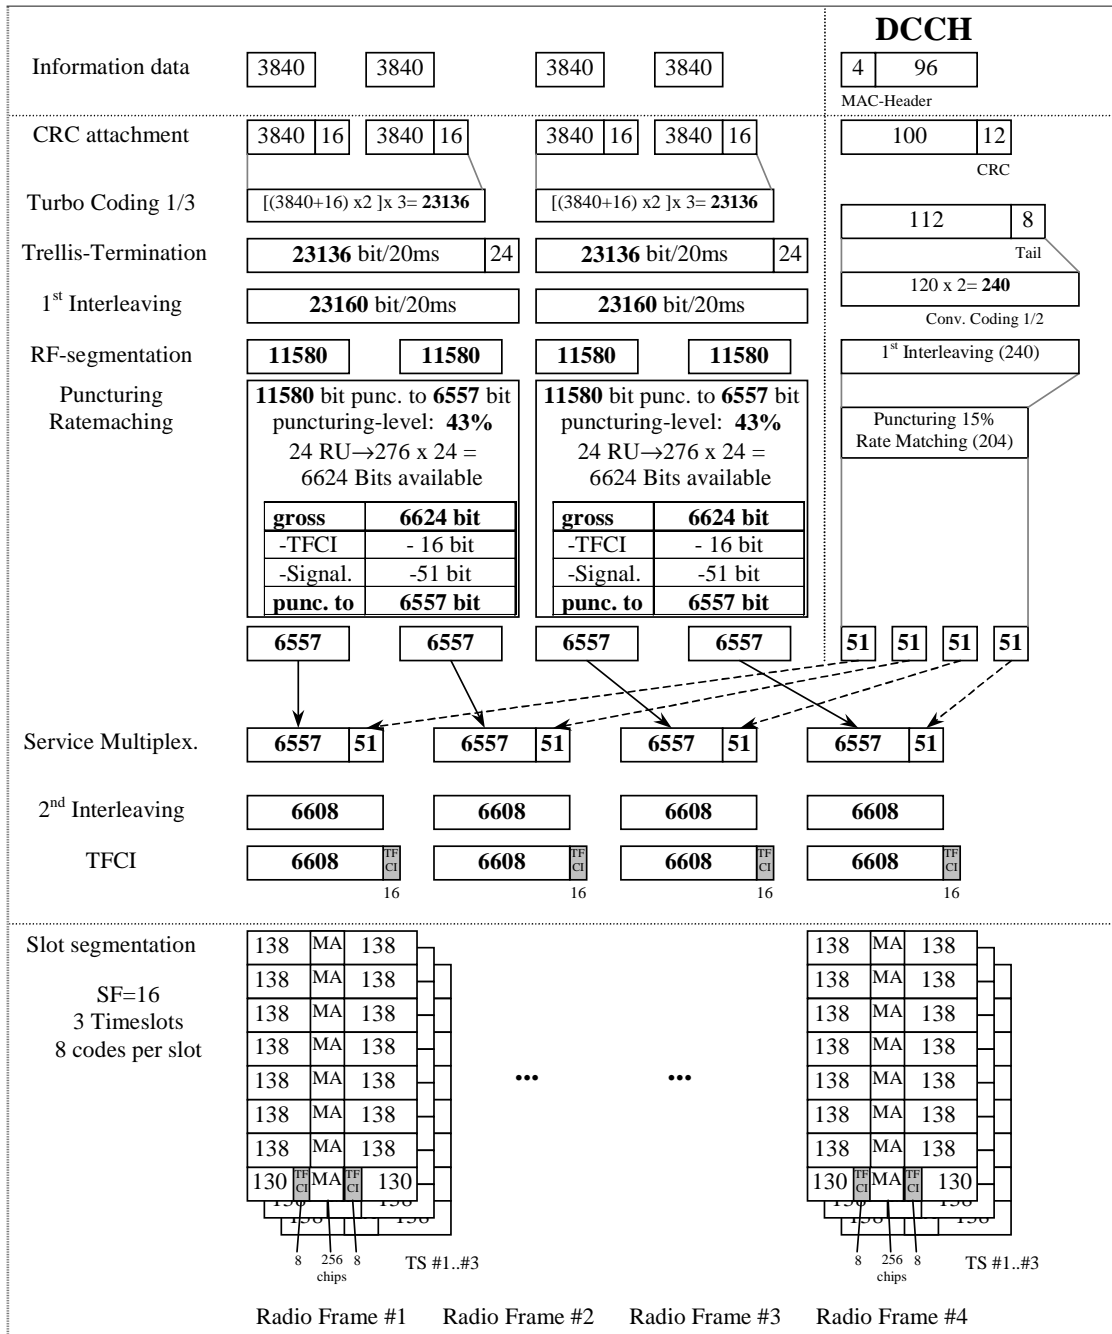 DCCH
Information data 3840 3840 3840 3840 4 96
MAC-Header
CRC attachment 3840 16 3840 16 3840 16 3840 16 100 12
CRC
Turbo Coding 1/3 [(3840+16) x2 ]x 3= 23136 [(3840+16) x2 ]x 3= 23136 112 8
Tail
Trellis-Termination 23136 bit/20ms 24 23136 bit/20ms 24
120 x 2= 240
Conv. Coding 1/2
1st Interleaving 23160 bit/20ms 23160 bit/20ms
RF-segmentation 11580 11580 11580 11580 1st Interleaving (240)
Puncturing
Ratemaching
11580 bit punc. to 6557 bit
puncturing-level: 43%
24 RU→276 x 24 =
6624 Bits available
gross 6624 bit
-TFCI - 16 bit
-Signal. -51 bit
punc. to 6557 bit
11580 bit punc. to 6557 bit
puncturing-level: 43%
24 RU→276 x 24 =
6624 Bits available
gross 6624 bit
-TFCI - 16 bit
-Signal. -51 bit
punc. to 6557 bit
Puncturing 15%
Rate Matching (204)
6557 6557 6557 6557 51 51 51 51
Service Multiplex. 6557 51 6557 51 6557 51 6557 51
2nd Interleaving 6608 6608 6608 6608
TFCI 6608 TF CI 6608 TF CI 6608 TF CI 6608 TF CI
16 16 16 16
Slot segmentation
SF=16
3 Timeslots
8 codes per slot
138 MA 138 138 MA 138
138 MA 138 138 MA 138
138 MA 138 138 MA 138
138 MA 138 138 MA 138
138 MA 138 ... ... 138 MA 138
138 MA 138 138 MA 138
138 MA 138 138 MA 138
130 TF CI MA TF CI 130 130 TF CI MA TF CI 130
8 256 chips 8 TS #1..#3 8 256 chips 8 TS #1..#3
Radio Frame #1 Radio Frame #2 Radio Frame #3 Radio Frame #4